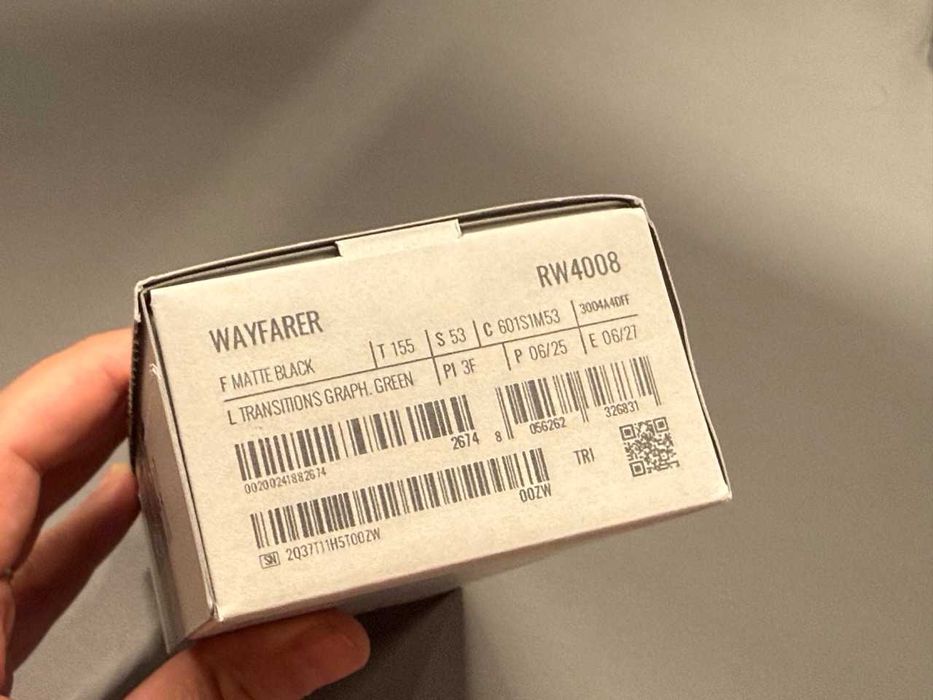 WAYFARER
RW4008
F MATTE BLACK T 155 S 53 C 601S1M53 3004A4DFF
L TRANSITIONS GRAPH. GREEN PI 3F P 06/25 E 06/27
00200241882674 2674
8 056262 326831
TRI
00ZW
SN 2Q37T11H5T00ZW